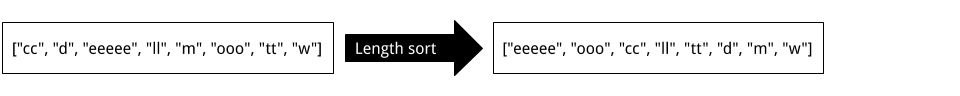 ["cc", "d", "eeeee", "ll", "m", "ooo", "tt", "w"]
Length sort
["eeeee", "ooo", "cc", "ll", "tt", "d", "m", "w"]